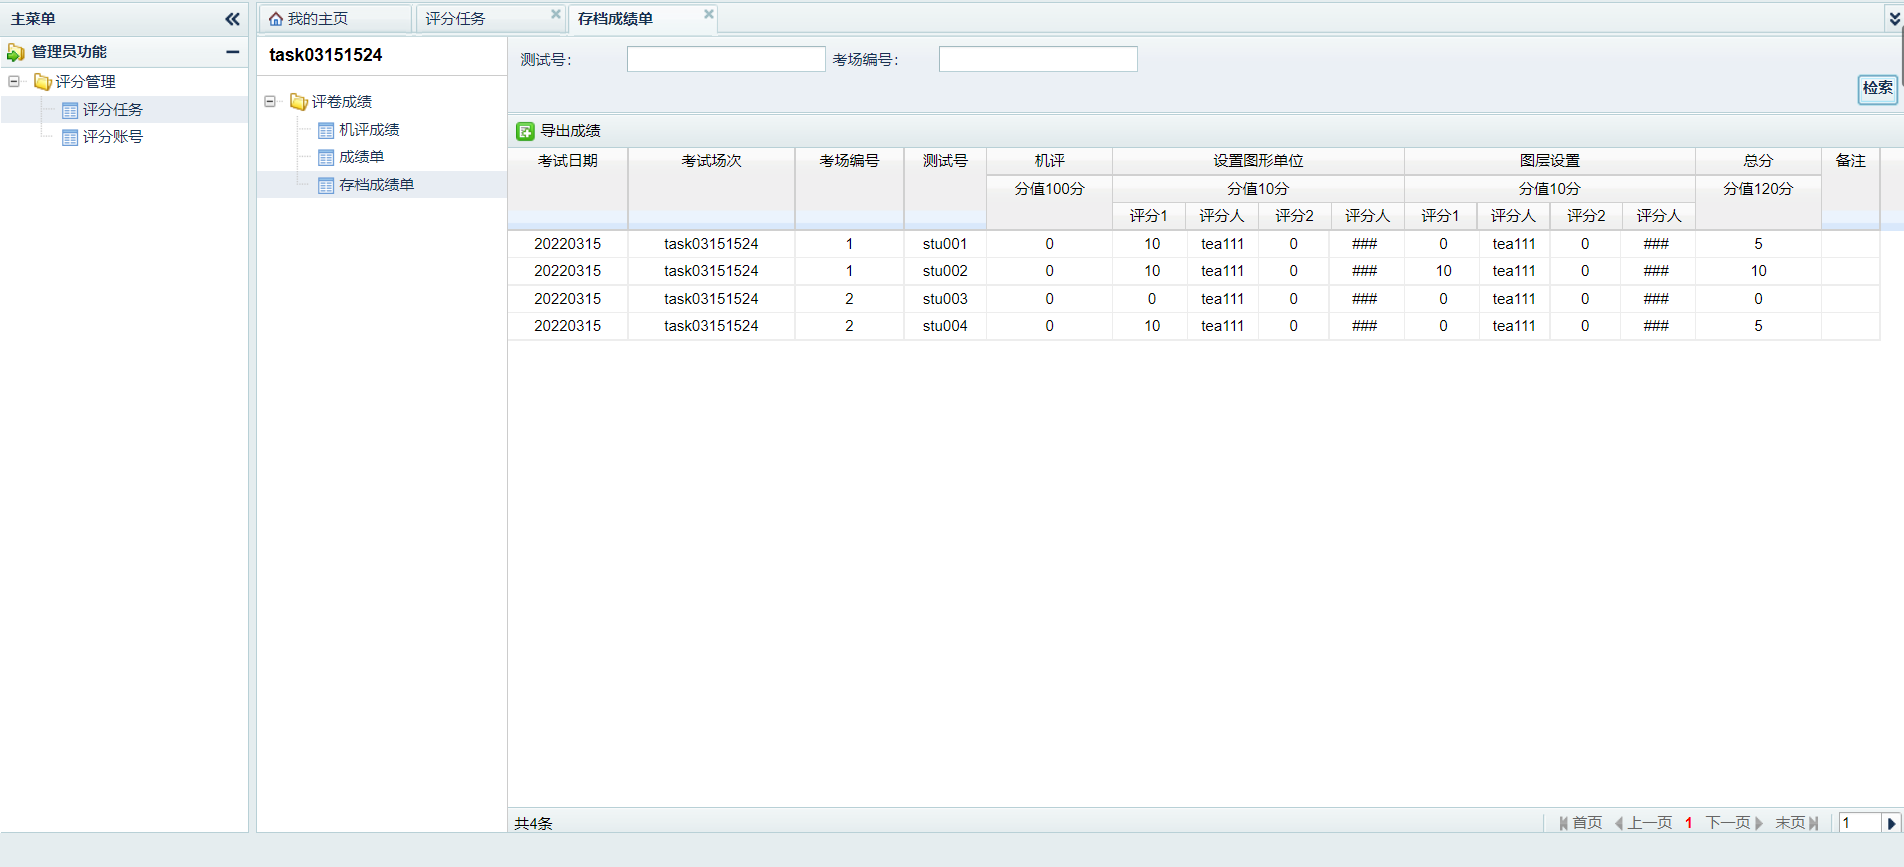 主菜单
管理员功能
评分管理
评分任务
评分账号
我的主页 评分任务 存档成绩单
task03151524
评卷成绩
机评成绩
成绩单
存档成绩单
测试号： 考场编号：
检索
导出成绩
考试日期 考试场次 考场编号 测试号 机评 设置图形单位 图层设置 总分 备注
分值100分 分值10分 分值10分 分值120分
评分1 评分人 评分2 评分人 评分1 评分人 评分2 评分人
20220315 task03151524 1 stu001 0 10 tea111 0 ### 0 tea111 0 ### 5
20220315 task03151524 1 stu002 0 10 tea111 0 ### 10 tea111 0 ### 10
20220315 task03151524 2 stu003 0 0 tea111 0 ### 0 tea111 0 ### 0
20220315 task03151524 2 stu004 0 10 tea111 0 ### 0 tea111 0 ### 5
共4条 首页 上一页 1 下一页 末页 1